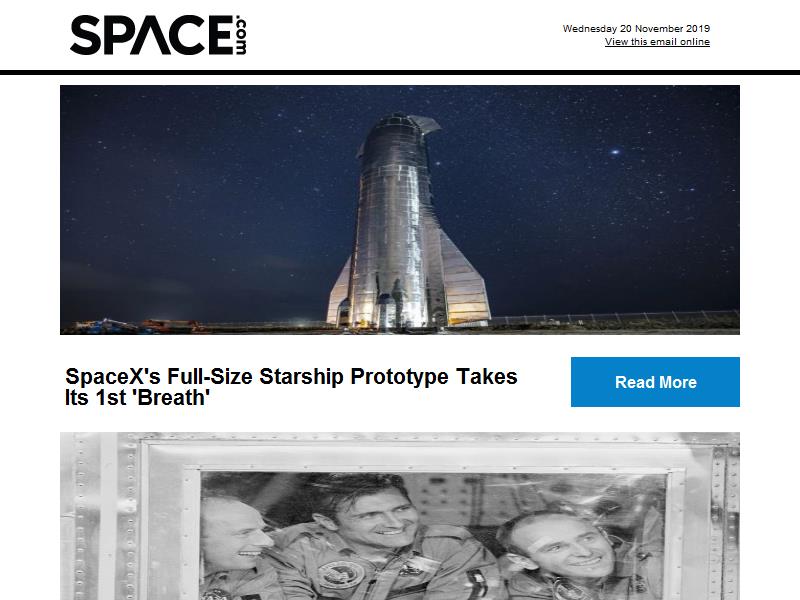 SPACE.com
Wednesday 20 November 2019
View this email online
SpaceX's Full-Size Starship Prototype Takes
Its 1st 'Breath'
Read More